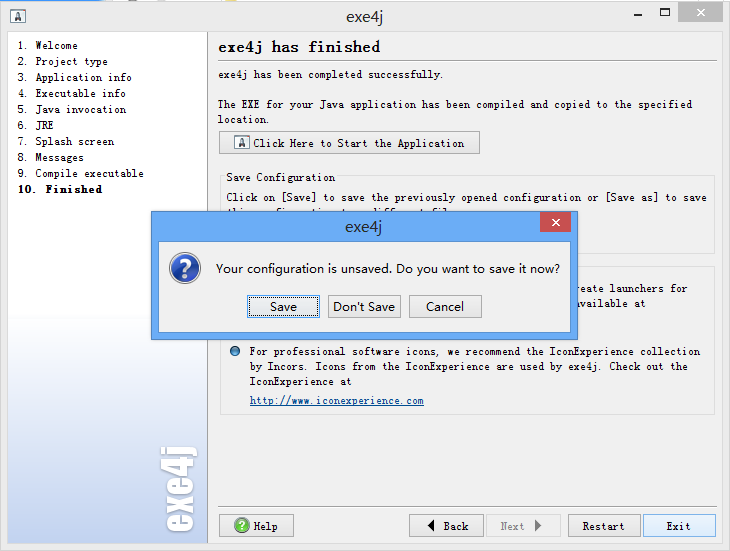 exe4j
1. Welcome
2. Project type
3. Application info
4. Executable info
5. Java invocation
6. JRE
7. Splash screen
8. Messages
9. Compile executable
10. Finished
exe4j
exe4j has finished
exe4j has been completed successfully.
The EXE for your Java application has been compiled and copied to the specified
location.
Click Here to Start the Application
Save Configuration
Click on [Save] to save the previously opened configuration or [Save as] to save
exe4j
Your configuration is unsaved. Do you want to save it now?
Save Don't Save Cancel
create launchers for
available at
For professional software icons, we recommend the IconExperience collection
by Incors. Icons from the IconExperience are used by exe4j. Check out the
IconExperience at
http://www.iconexperience.com
Help Back Next Restart Exit